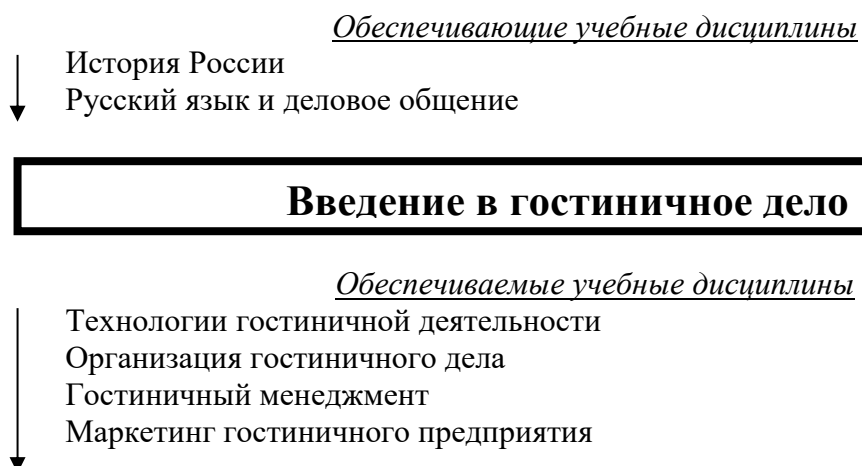 Обеспечивающие учебные дисциплины
История России
Русский язык и деловое общение
Введение в гостиничное дело
Обеспечиваемые учебные дисциплины
Технологии гостиничной деятельности
Организация гостиничного дела
Гостиничный менеджмент
Маркетинг гостиничного предприятия